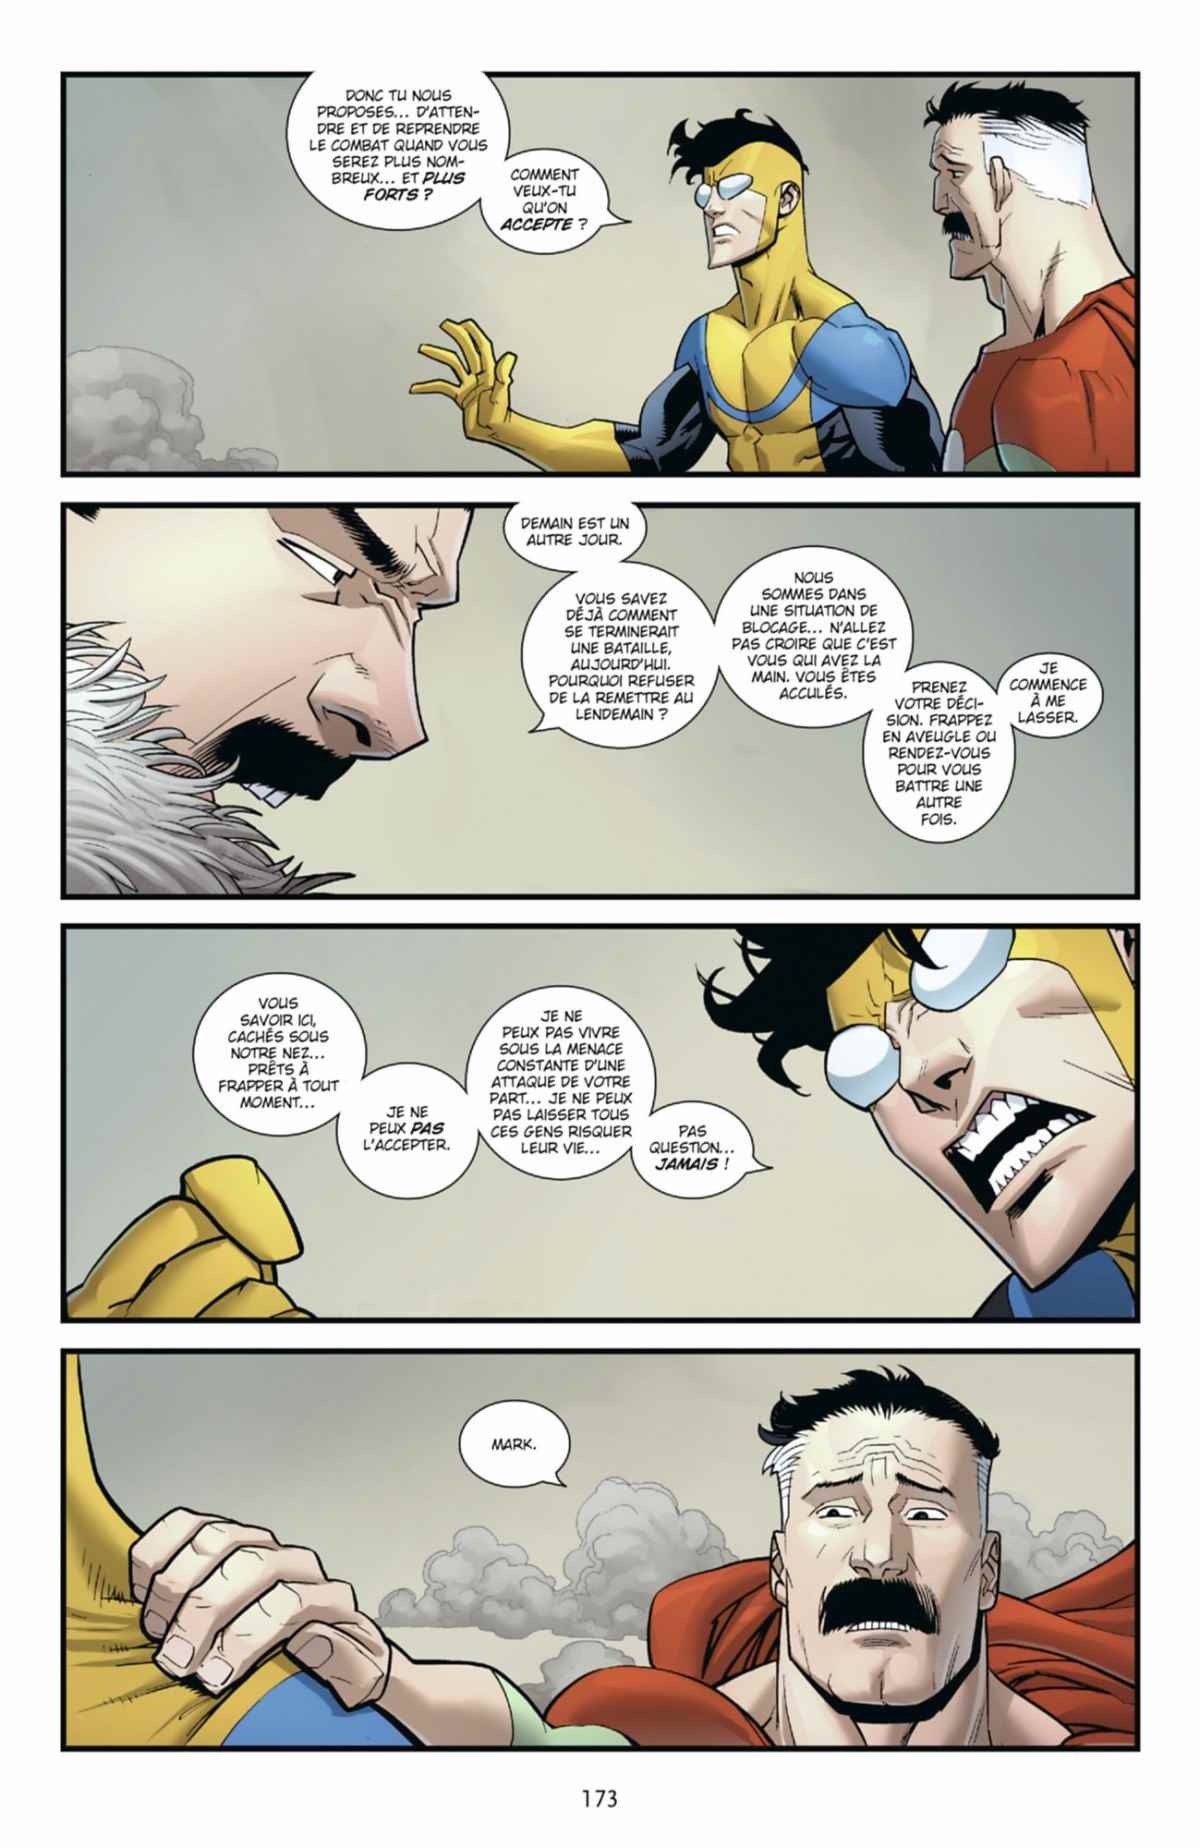 DONC TU NOUS
PROPOSES... D'ATTEN-
DRE ET DE REPRENDRE
LE COMBAT QUAND VOUS
SEREZ PLUS NOM-
BREUX... ET PLUS
FORTS ?
COMMENT
VEUX-TU
QU'ON
ACCEPTE ?
DEMAIN EST UN
AUTRE JOUR.
VOUS SAVEZ
DÉJÀ COMMENT
SE TERMINERAIT
UNE BATAILLE,
AUJOURD'HUI.
POURQUOI REFUSER
DE LA REMETTRE AU
LENDEMAIN ?
NOUS
SOMMES DANS
UNE SITUATION DE
BLOCAGE... N'ALLEZ
PAS CROIRE QUE C'EST
VOUS QUI AVEZ LA
MAIN. VOUS ÊTES
ACCULÉS.
PRENEZ
VOTRE DÉCI-
SION. FRAPPEZ
EN AVEUGLE OU
RENDEZ-VOUS
POUR VOUS
BATTRE UNE
AUTRE
FOIS.
JE
COMMENCE
À ME
LASSER.
VOUS
SAVOIR ICI,
CACHÉS SOUS
NOTRE NEZ...
PRÊTS À
FRAPPER À TOUT
MOMENT...
JE NE
PEUX PAS
L'ACCEPTER.
JE NE
PEUX PAS VIVRE
SOUS LA MENACE
CONSTANTE D'UNE
ATTAQUE DE VOTRE
PART... JE NE PEUX
PAS LAISSER TOUS
CES GENS RISQUER
LEUR VIE...
PAS
QUESTION...
JAMAIS !
MARK.
173